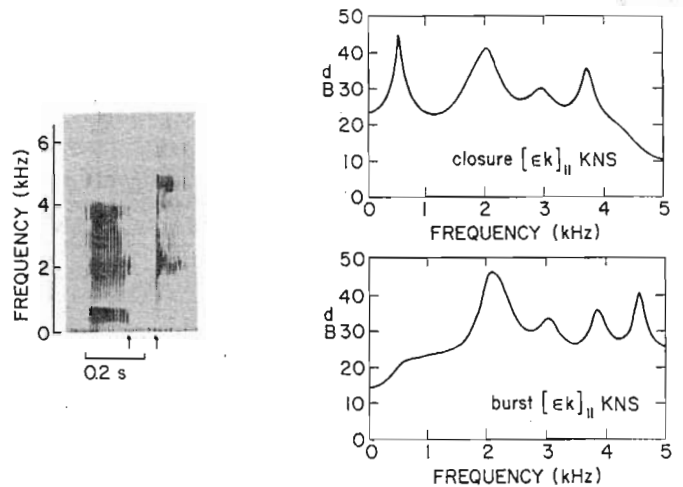 FREQUENCY (kHz)
6
4
2
0
0.2 s
50
40
dB 30
20
10
0
closure [ɛk]₁₁ KNS
0 1 2 3 4 5
FREQUENCY (kHz)
50
40
dB 30
20
10
0
burst [ɛk]₁₁ KNS
0 1 2 3 4 5
FREQUENCY (kHz)